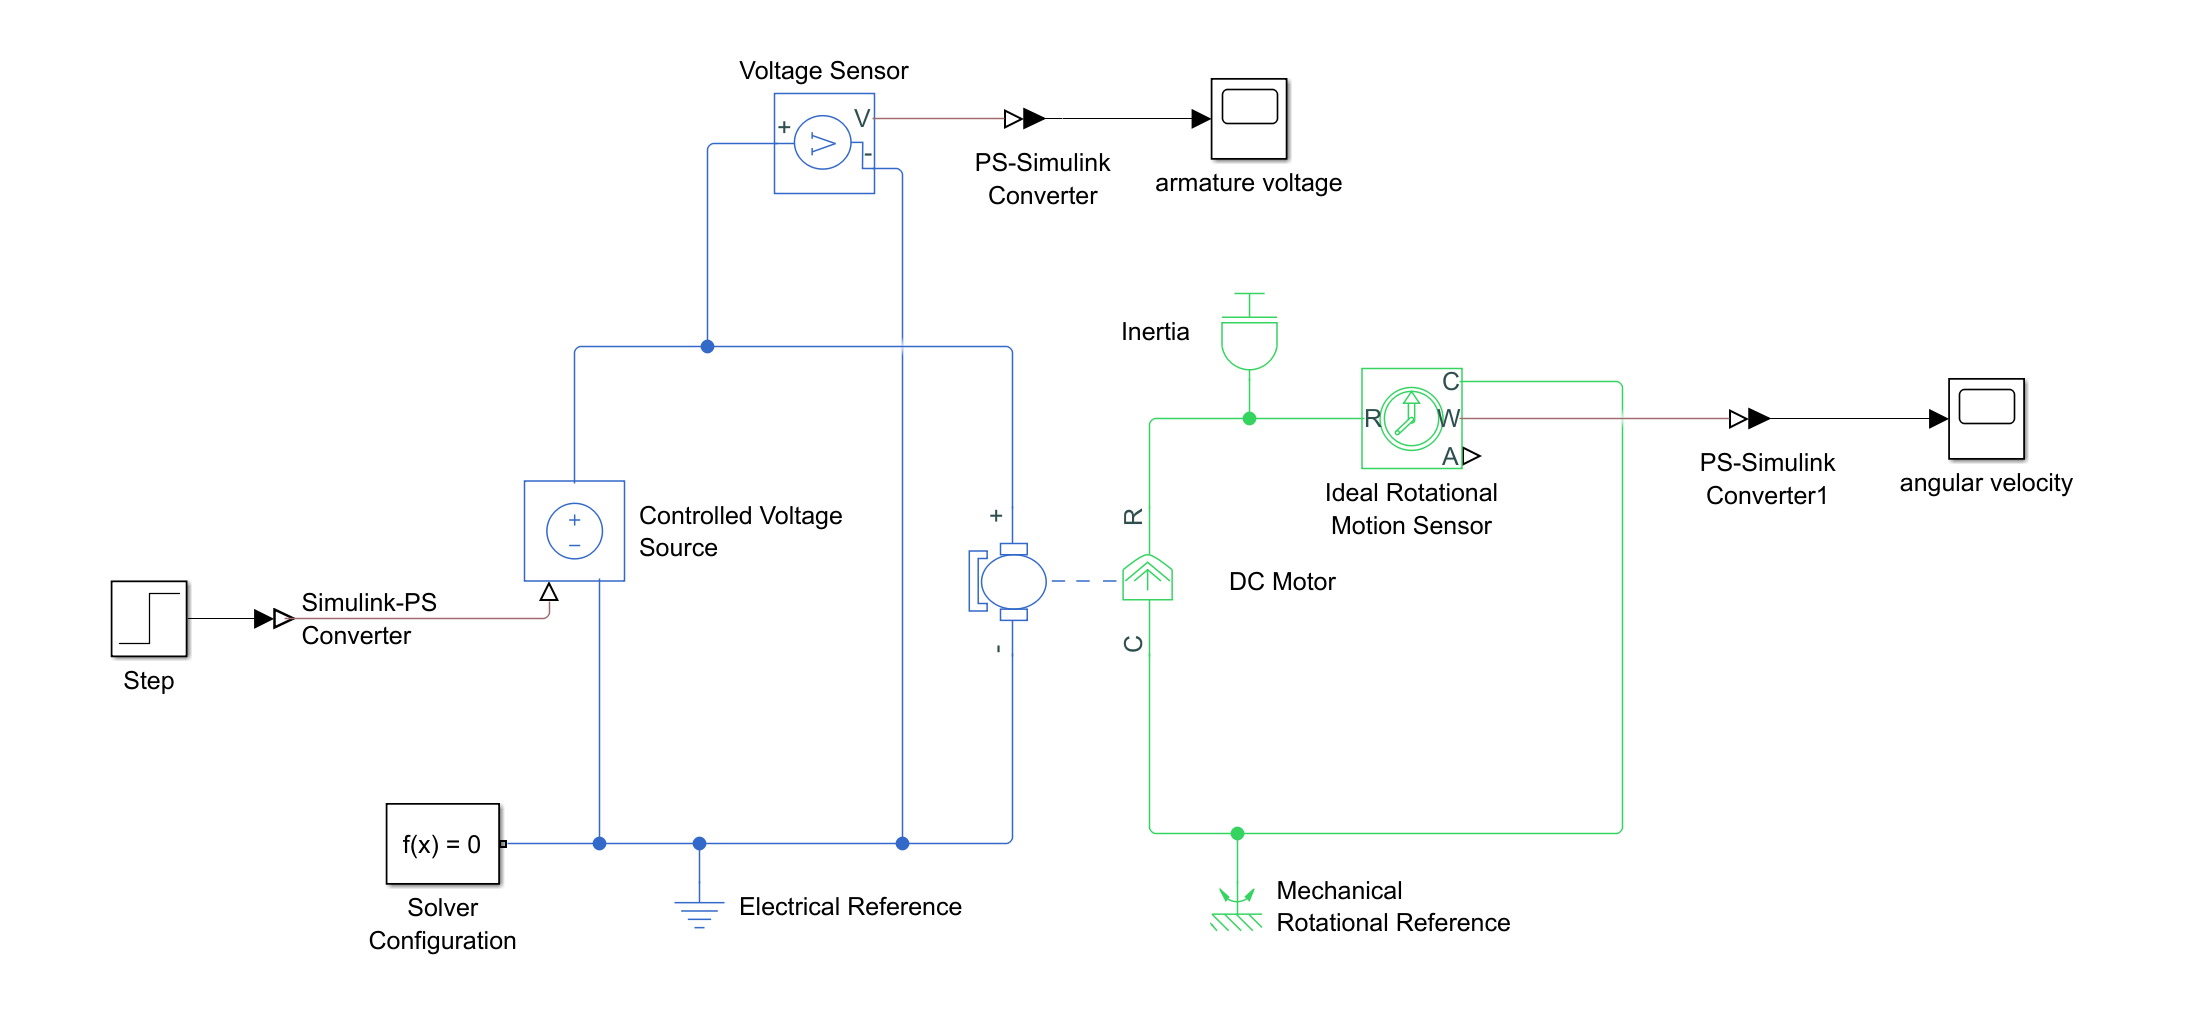 Voltage Sensor
+
V
V
-
PS-Simulink
Converter
armature voltage
Inertia
C
R
W
A
Ideal Rotational
Motion Sensor
PS-Simulink
Converter1
angular velocity
+
−
Controlled Voltage
Source
+
-
R
C
DC Motor
Step
Simulink-PS
Converter
f(x) = 0
Solver
Configuration
Electrical Reference
Mechanical
Rotational Reference